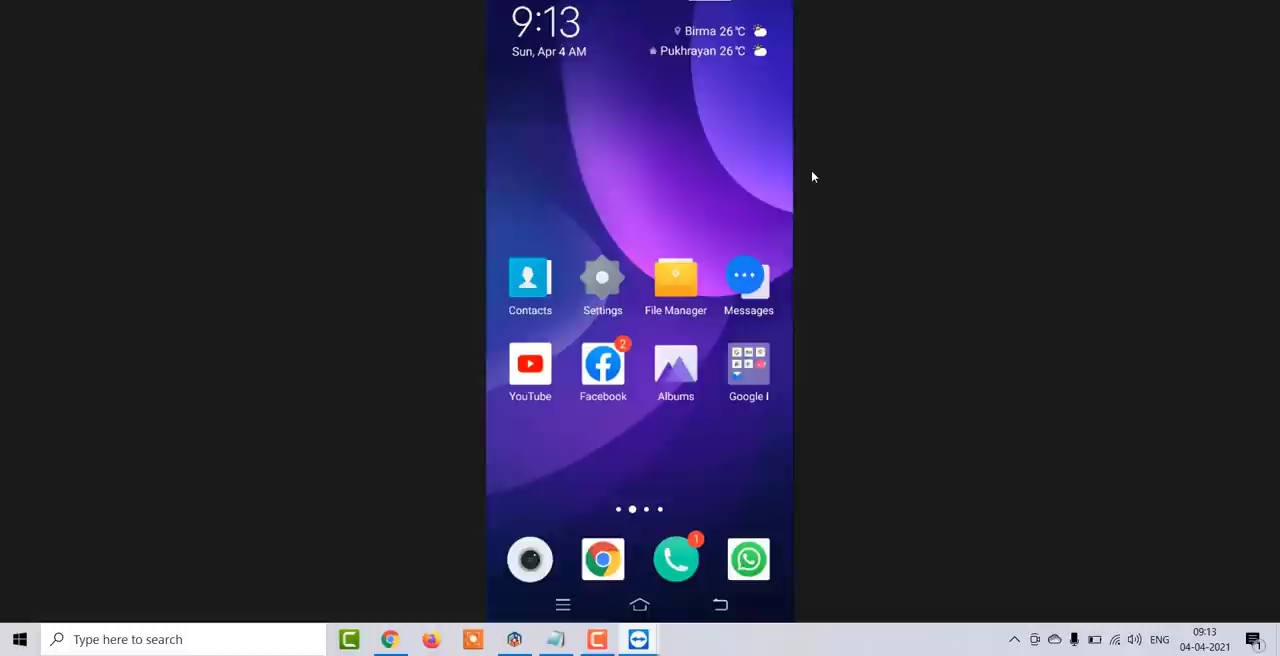 9:13
Birma 26°C
Sun, Apr 4 AM
Pukhrayan 26°C
Contacts
Settings
File Manager
Messages
2
YouTube
Facebook
Albums
Google I
1
Type here to search
ENG
09:13
04-04-2021
1